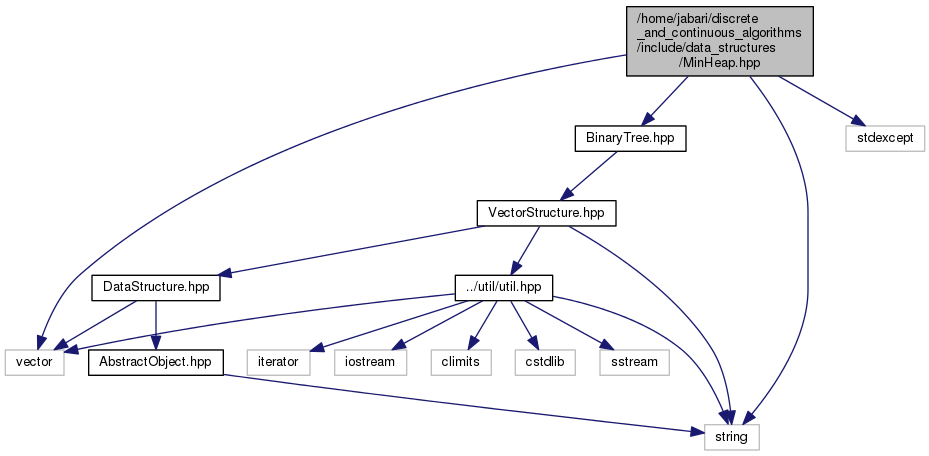 /home/jabari/discrete
_and_continuous_algorithms
/include/data_structures
/MinHeap.hpp
BinaryTree.hpp
stdexcept
VectorStructure.hpp
DataStructure.hpp
../util/util.hpp
vector
AbstractObject.hpp
iterator
iostream
climits
cstdlib
sstream
string